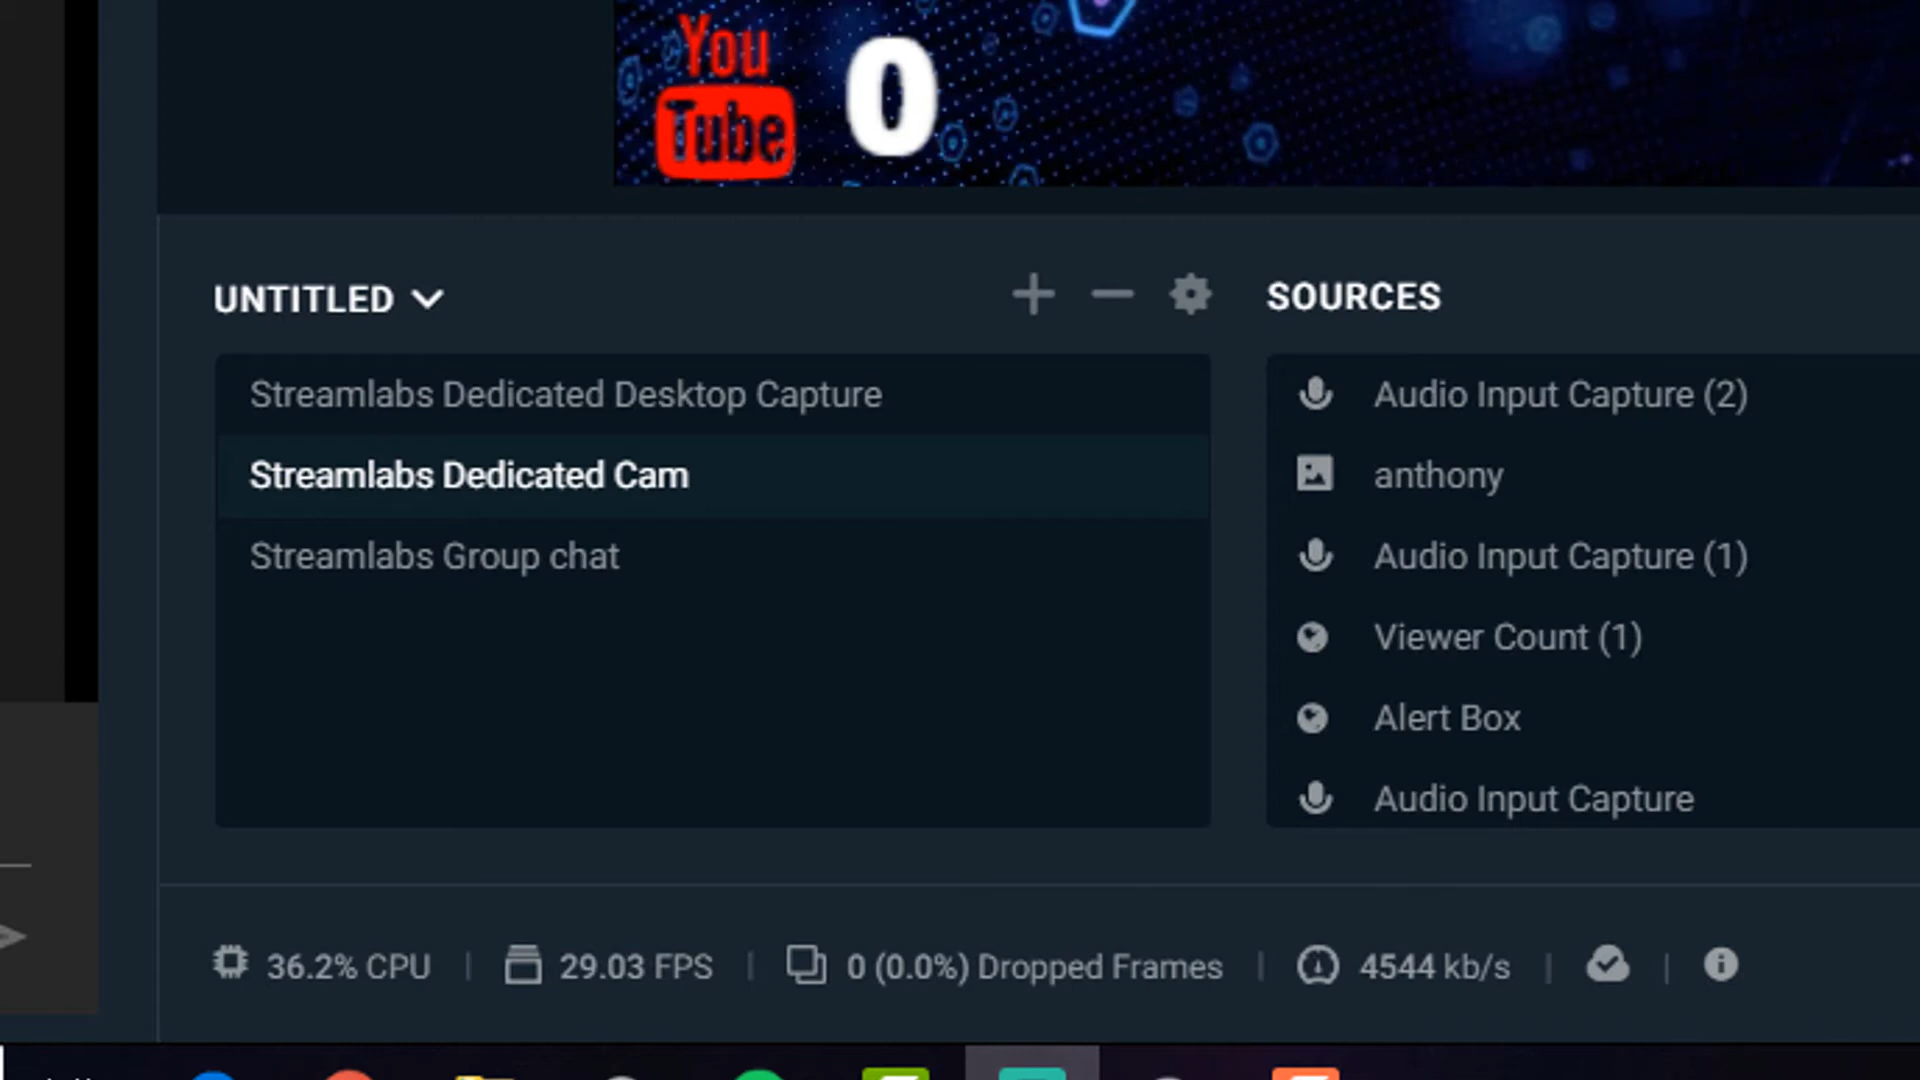 You
Tube
0
UNTITLED
SOURCES
Streamlabs Dedicated Desktop Capture
Streamlabs Dedicated Cam
Streamlabs Group chat
Audio Input Capture (2)
anthony
Audio Input Capture (1)
Viewer Count (1)
Alert Box
Audio Input Capture
36.2% CPU | 29.03 FPS | 0 (0.0%) Dropped Frames | 4544 kb/s